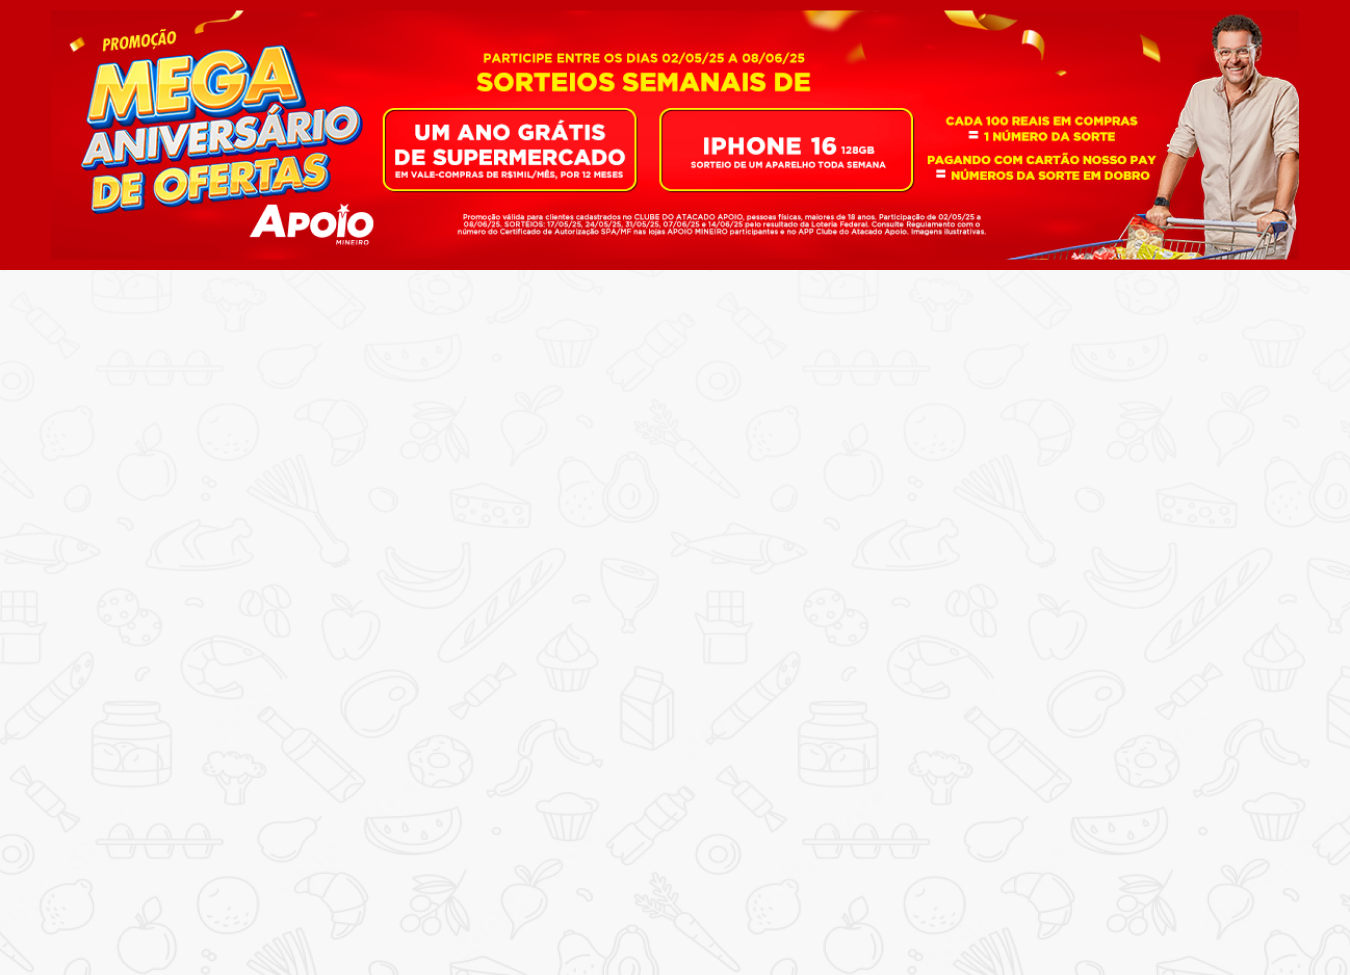 PROMOÇÃO
MEGA
ANIVERSÁRIO
DE OFERTAS
APOIO
MINEIRO
PARTICIPE ENTRE OS DIAS 02/05/25 A 08/06/25
SORTEIOS SEMANAIS DE
UM ANO GRÁTIS
DE SUPERMERCADO
EM VALE-COMPRAS DE R$1MIL/MÊS, POR 12 MESES
IPHONE 16 128GB
SORTEIO DE UM APARELHO TODA SEMANA
CADA 100 REAIS EM COMPRAS
= 1 NÚMERO DA SORTE
PAGANDO COM CARTÃO NOSSO PAY
= NÚMEROS DA SORTE EM DOBRO
Promoção válida para clientes cadastrados no CLUBE DO ATACADO APOIO, pessoas físicas, maiores de 18 anos. Participação de 02/05/25 a
08/06/25. SORTEIOS: 17/05/25, 24/05/25, 31/05/25, 07/06/25 e 14/06/25 pelo resultado da Loteria Federal. Consulte Regulamento com o
número do Certificado de Autorização SPA/MF nas lojas APOIO MINEIRO participantes e no APP Clube do Atacado Apoio. Imagens ilustrativas.